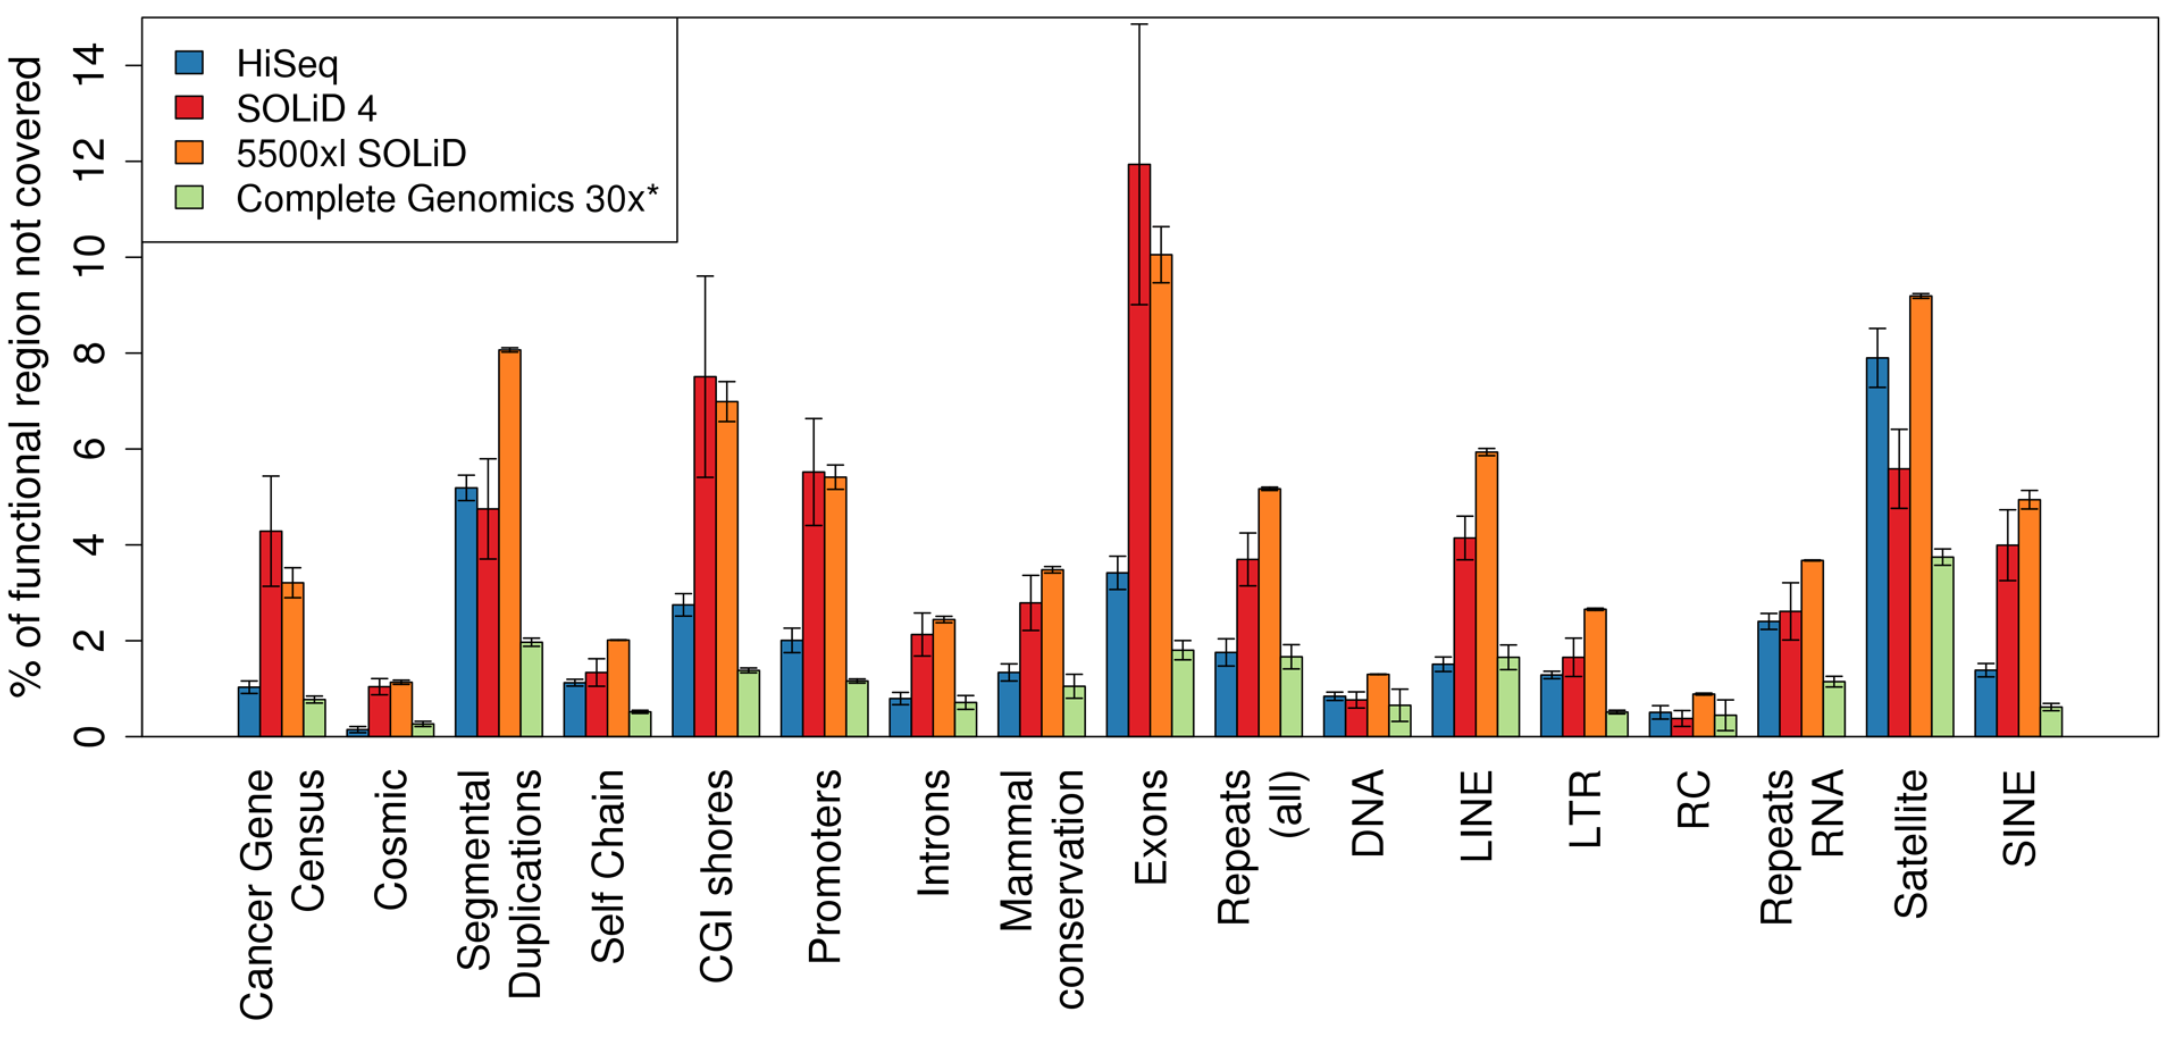 % of functional region not covered
14
12
10
8
6
4
2
0
HiSeq
SOLiD 4
5500xl SOLiD
Complete Genomics 30x*
Cancer Gene
Census
Cosmic
Segmental
Duplications
Self Chain
CGI shores
Promoters
Introns
Mammal
conservation
Exons
Repeats
(all)
DNA
LINE
LTR
RC
Repeats
RNA
Satellite
SINE